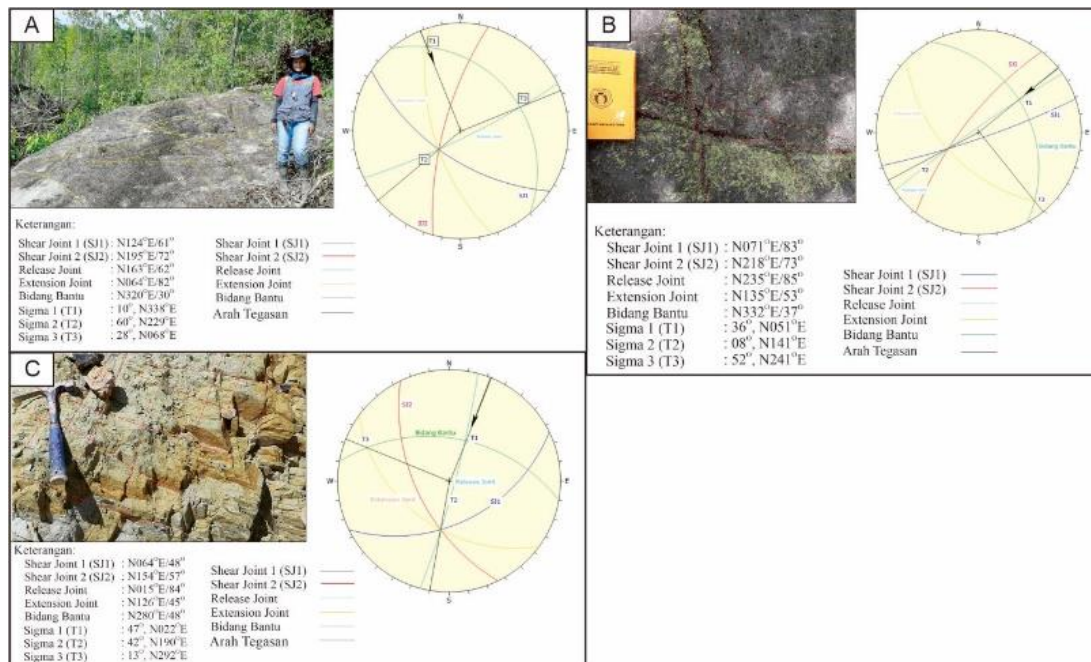 A
N
T1
T3
W
E
T2
SJ1
SJ2
S
Keterangan:
Shear Joint 1 (SJ1) : N124°E/61°
Shear Joint 2 (SJ2) : N195°E/72°
Release Joint : N163°E/62°
Extension Joint : N064°E/82°
Bidang Bantu : N320°E/30°
Sigma 1 (T1) : 10°, N338°E
Sigma 2 (T2) : 60°, N229°E
Sigma 3 (T3) : 28°, N068°E
Shear Joint 1 (SJ1)
Shear Joint 2 (SJ2)
Release Joint
Extension Joint
Bidang Bantu
Arah Tegasan
B
N
SJ2
T1
SJ1
W
E
Bidang Bantu
T2
T3
S
Keterangan:
Shear Joint 1 (SJ1) : N071°E/83°
Shear Joint 2 (SJ2) : N218°E/73°
Release Joint : N235°E/85°
Extension Joint : N135°E/53°
Bidang Bantu : N332°E/37°
Sigma 1 (T1) : 36°, N051°E
Sigma 2 (T2) : 08°, N141°E
Sigma 3 (T3) : 52°, N241°E
Shear Joint 1 (SJ1)
Shear Joint 2 (SJ2)
Release Joint
Extension Joint
Bidang Bantu
Arah Tegasan
C
N
SJ2
Bidang Bantu
T3
T1
W
E
Release Joint
T2
Extension Joint
SJ1
S
Keterangan:
Shear Joint 1 (SJ1) : N064°E/48°
Shear Joint 2 (SJ2) : N154°E/57°
Release Joint : N015°E/84°
Extension Joint : N126°E/45°
Bidang Bantu : N280°E/48°
Sigma 1 (T1) : 47°, N022°E
Sigma 2 (T2) : 42°, N190°E
Sigma 3 (T3) : 13°, N292°E
Shear Joint 1 (SJ1)
Shear Joint 2 (SJ2)
Release Joint
Extension Joint
Bidang Bantu
Arah Tegasan